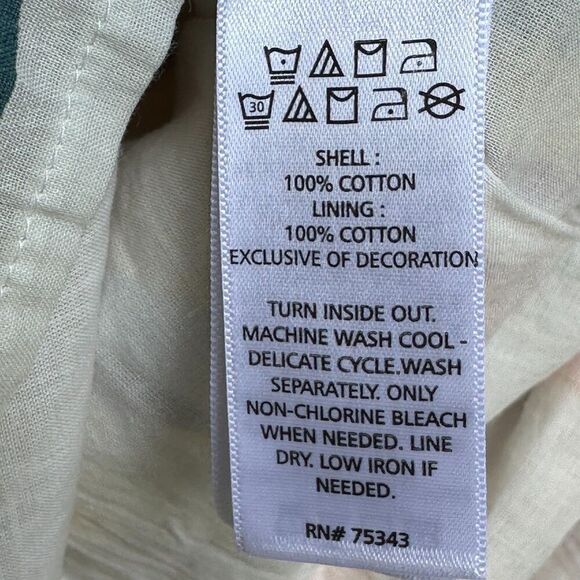 30
SHELL :
100% COTTON
LINING :
100% COTTON
EXCLUSIVE OF DECORATION
TURN INSIDE OUT.
MACHINE WASH COOL -
DELICATE CYCLE.WASH
SEPARATELY. ONLY
NON-CHLORINE BLEACH
WHEN NEEDED. LINE
DRY. LOW IRON IF
NEEDED.
RN# 75343